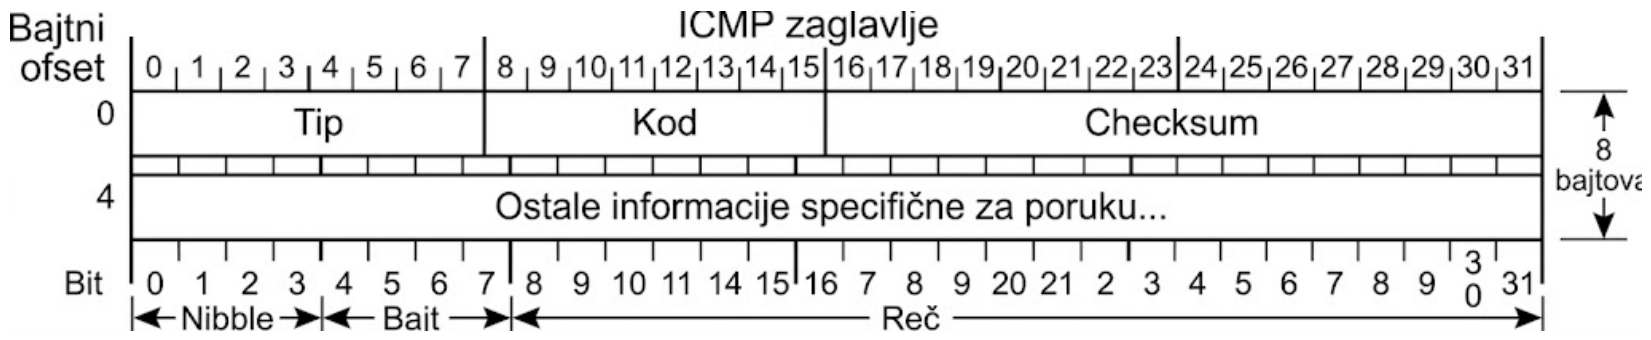 ICMP zaglavlje
Bajtni
ofset
0 1 2 3 4 5 6 7 8 9 10 11 12 13 14 15 16 17 18 19 20 21 22 23 24 25 26 27 28 29 30 31
0 Tip Kod Checksum
8
bajtova
4 Ostale informacije specifične za poruku...
Bit 0 1 2 3 4 5 6 7 8 9 10 11 14 15 16 7 8 9 20 21 2 3 4 5 6 7 8 9 30 31
Nibble Bajt Reč